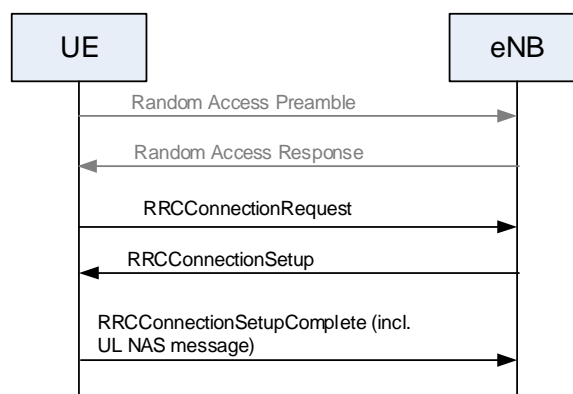 UE
eNB
Random Access Preamble
Random Access Response
RRCConnectionRequest
RRCConnectionSetup
RRCConnectionSetupComplete (incl.
UL NAS message)